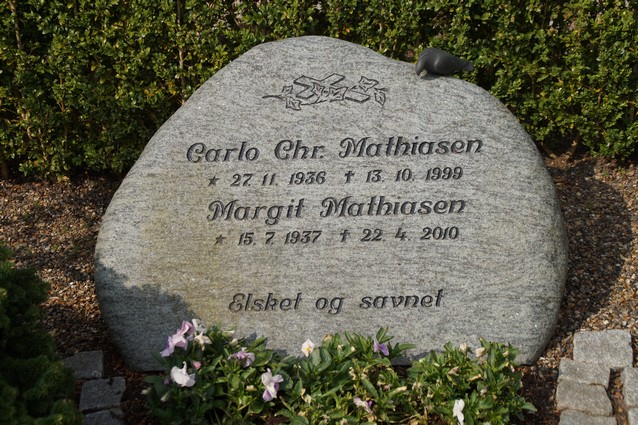 Carlo Chr. Mathiasen
* 27. 11. 1936 † 13. 10. 1999
Margit Mathiasen
* 15. 7. 1937 † 22. 4. 2010
Elsket og savnet